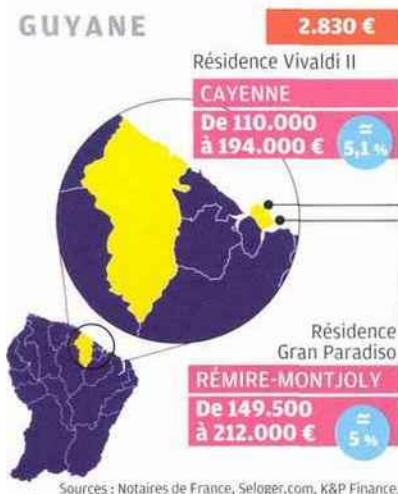 GUYANE
2.830 €
Résidence Vivaldi II
CAYENNE
De 110.000
à 194.000 €
≃
5,1 %
Résidence
Gran Paradiso
RÉMIRE-MONTJOLY
De 149.500
à 212.000 €
≃
5 %
Sources : Notaires de France, Seloger.com, K&P Finance